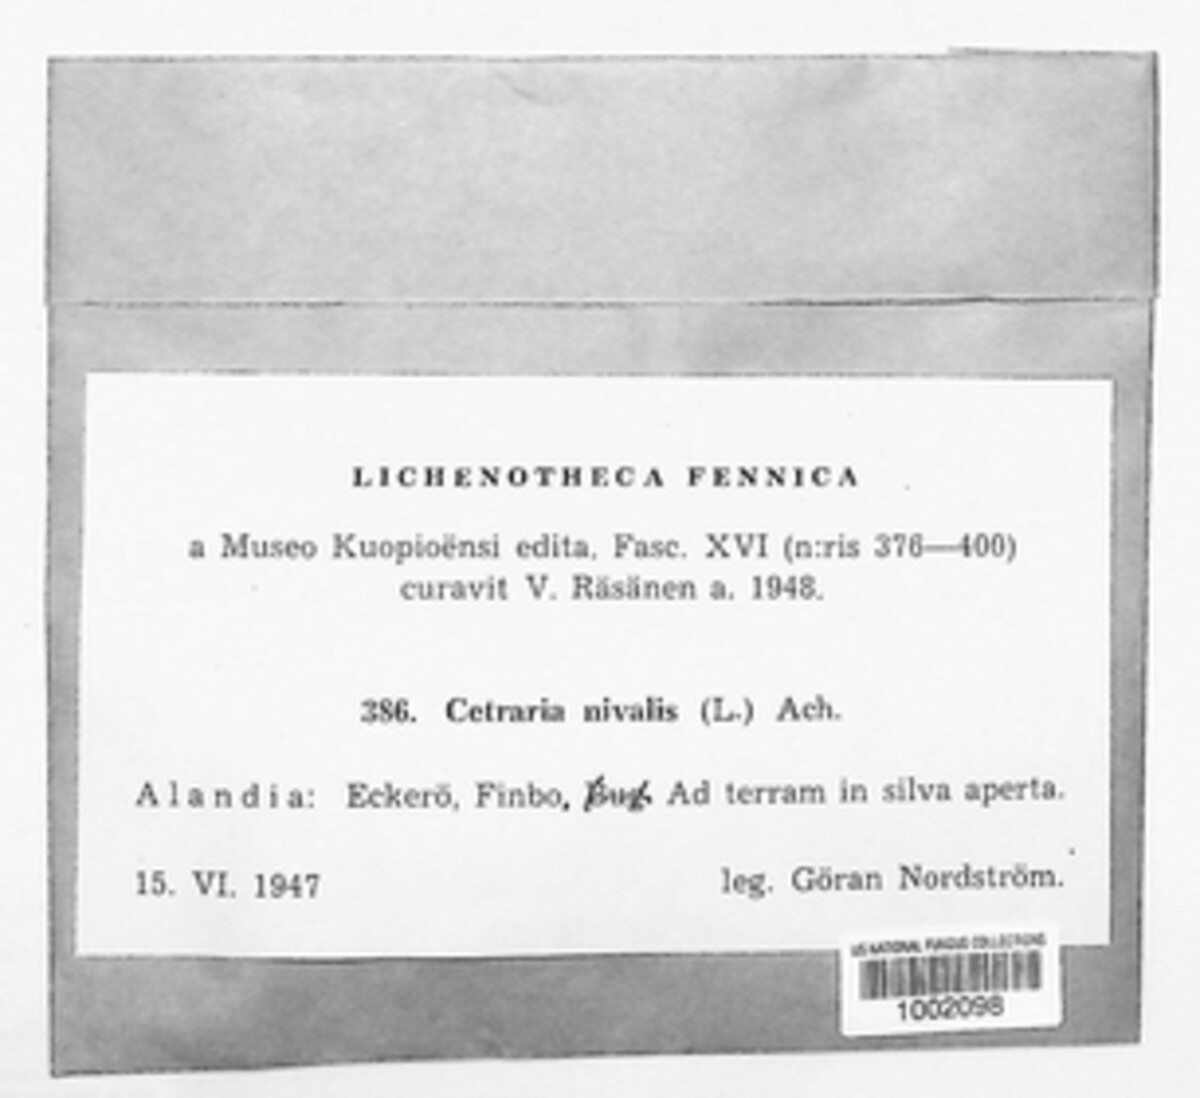 LICHENOTHECA FENNICA
a Museo Kuopioënsi edita, Fasc. XVI (n:ris 376—400)
curavit V. Räsänen a. 1948.
386. Cetraria nivalis (L.) Ach.
Alandia: Eckerö, Finbo, Ad terram in silva aperta.
15. VI. 1947 leg. Göran Nordström.
US NATIONAL FUNGUS COLLECTIONS
1002098